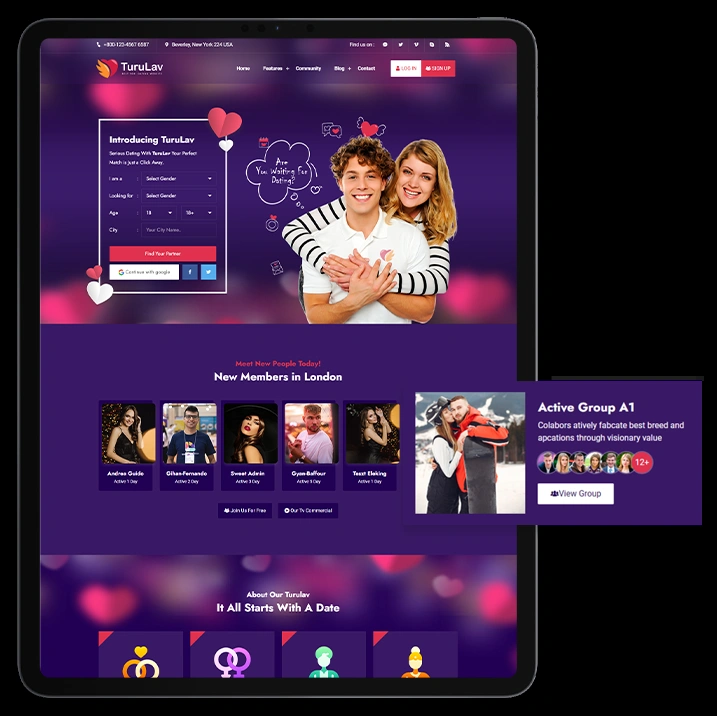 +800-123-4567 6587
Beverley, New York 224 USA
Find us on :
TuruLav
Home
Features +
Community
Blog +
Contact
LOG IN
SIGN UP
Introducing TuruLav
Serious Dating With TuruLav Your Perfect
Match is Just a Click Away.
I am a : Select Gender
Looking for : Select Gender
Age : 18 18+
City : Your City Name..
Find Your Partner
Continue with google
Are
You Waiting For
Dating?
Meet New People Today!
New Members in London
Andrea Guido
Active 1 Day
Gihan-Fernando
Active 2 Day
Sweet Admin
Active 3 Day
Gyan-Baffour
Active 5 Day
Teszt Eleking
Active 1 Day
Join Us For Free
Our Tv Commercial
Active Group A1
Colabors atively fabcate best breed and
apcations through visionary value
12+
View Group
About Our Turulav
It All Starts With A Date